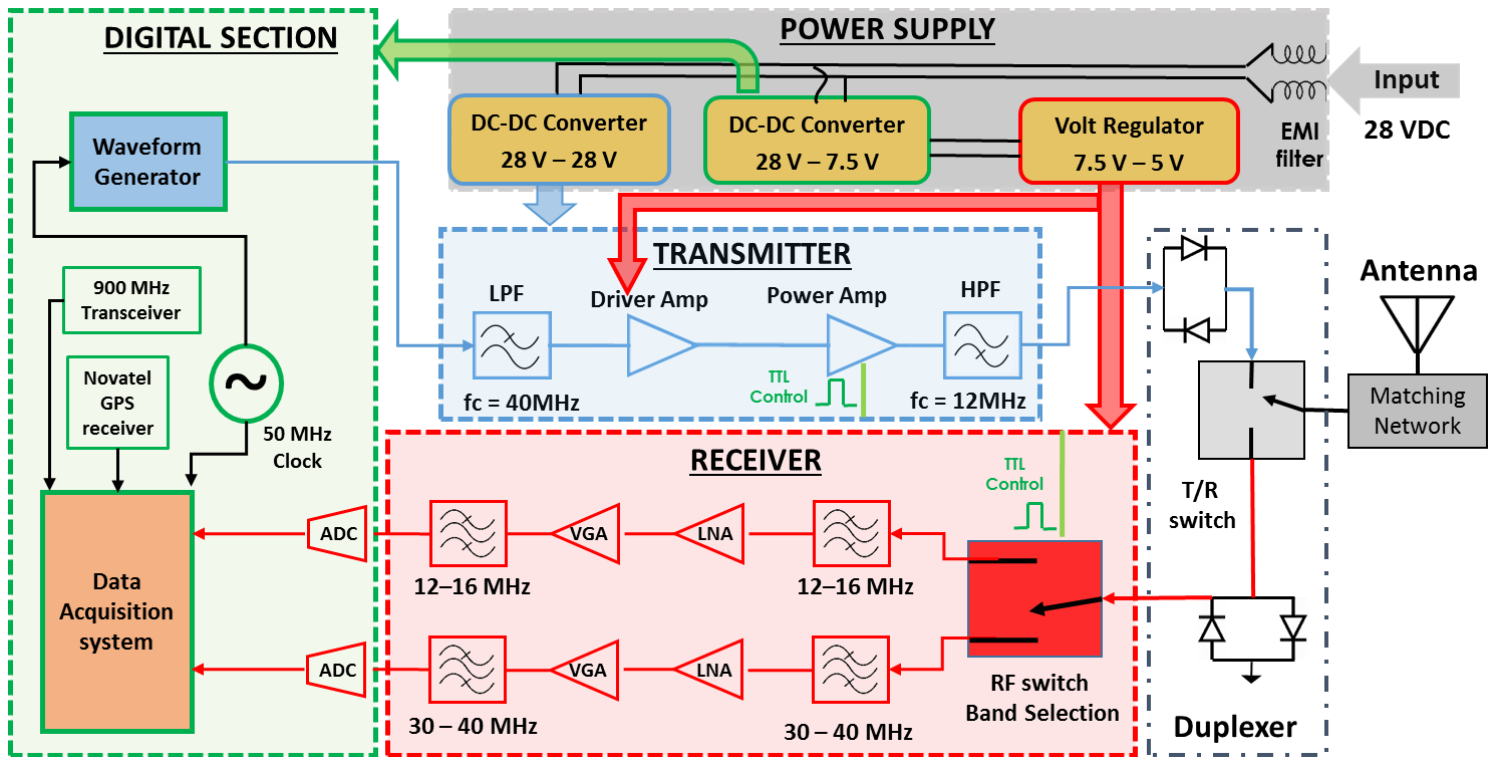 DIGITAL SECTION
Waveform
Generator
900 MHz
Transceiver
Novatel
GPS
receiver
~
50 MHz
Clock
Data
Acquisition
system
POWER SUPPLY
DC-DC Converter
28 V – 28 V
DC-DC Converter
28 V – 7.5 V
Volt Regulator
7.5 V – 5 V
EMI
filter
Input
28 VDC
TRANSMITTER
LPF
Driver Amp
Power Amp
HPF
fc = 40MHz
TTL
Control
fc = 12MHz
RECEIVER
TTL
Control
ADC
VGA
LNA
12–16 MHz
12–16 MHz
ADC
VGA
LNA
30 – 40 MHz
30 – 40 MHz
RF switch
Band Selection
T/R
switch
Duplexer
Antenna
Matching
Network